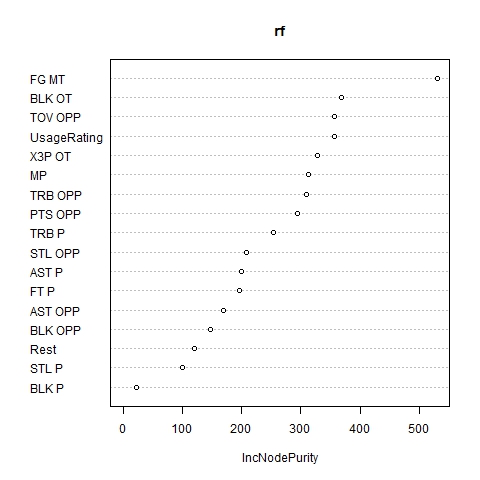 rf
FG MT
BLK OT
TOV OPP
UsageRating
X3P OT
MP
TRB OPP
PTS OPP
TRB P
STL OPP
AST P
FT P
AST OPP
BLK OPP
Rest
STL P
BLK P
0 100 200 300 400 500
IncNodePurity